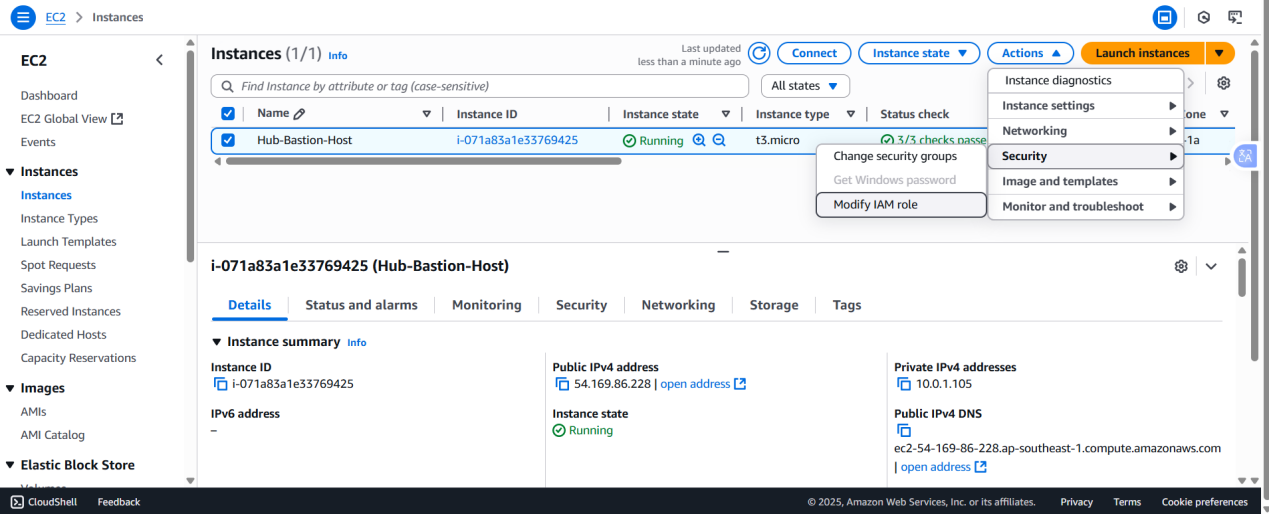 EC2 > Instances
EC2
Dashboard
EC2 Global View
Events
Instances
Instances
Instance Types
Launch Templates
Spot Requests
Savings Plans
Reserved Instances
Dedicated Hosts
Capacity Reservations
Images
AMIs
AMI Catalog
Elastic Block Store
Instances (1/1) Info
Last updated
less than a minute ago
Connect
Instance state
Actions
Launch instances
Find Instance by attribute or tag (case-sensitive)
All states
Name
Instance ID
Instance state
Instance type
Status check
one
Hub-Bastion-Host
i-071a83a1e33769425
Running
t3.micro
3/3 checks passe
-1a
Instance diagnostics
Instance settings
Networking
Security
Image and templates
Monitor and troubleshoot
Change security groups
Get Windows password
Modify IAM role
i-071a83a1e33769425 (Hub-Bastion-Host)
Details
Status and alarms
Monitoring
Security
Networking
Storage
Tags
Instance summary Info
Instance ID
i-071a83a1e33769425
IPv6 address
–
Public IPv4 address
54.169.86.228 | open address
Instance state
Running
Private IPv4 addresses
10.0.1.105
Public IPv4 DNS
ec2-54-169-86-228.ap-southeast-1.compute.amazonaws.com
| open address
CloudShell
Feedback
© 2025, Amazon Web Services, Inc. or its affiliates.
Privacy
Terms
Cookie preferences